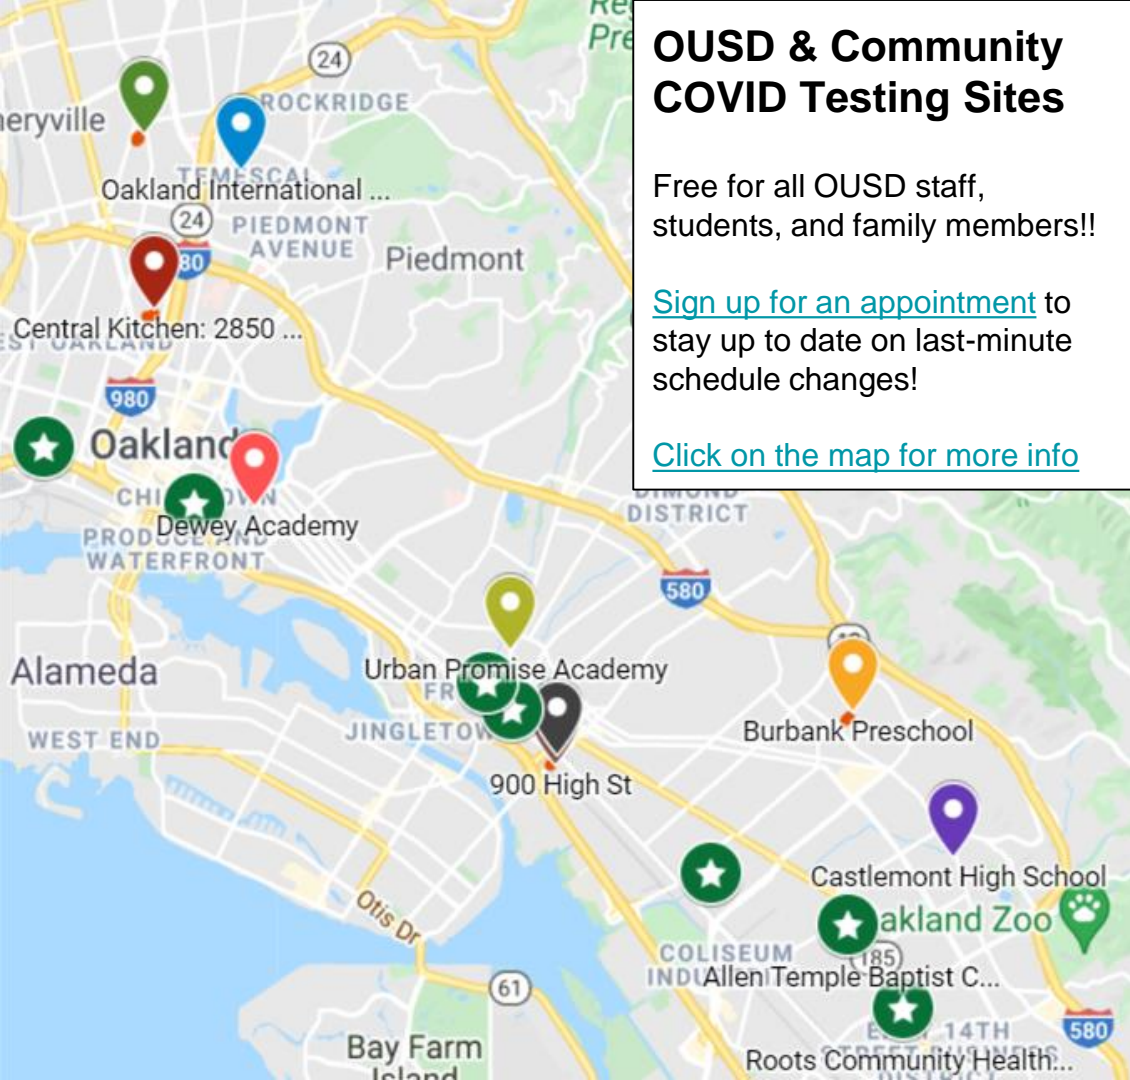 OUSD & Community
COVID Testing Sites
Free for all OUSD staff,
students, and family members!!
Sign up for an appointment to
stay up to date on last-minute
schedule changes!
Click on the map for more info
24
ROCKRIDGE
TEMESCAL
Oakland International ...
24
PIEDMONT
AVENUE
Piedmont
80
Central Kitchen: 2850 ...
980
Oakland
DISTRICT
Dewey Academy
WATERFRONT
580
Urban Promise Academy
Alameda
WEST END
900 High St
Burbank Preschool
Castlemont High School
Otis Dr
akland Zoo
COLISEUM
185
Allen Temple Baptist C...
61
14TH
580
Bay Farm
Island
Roots Community Health...